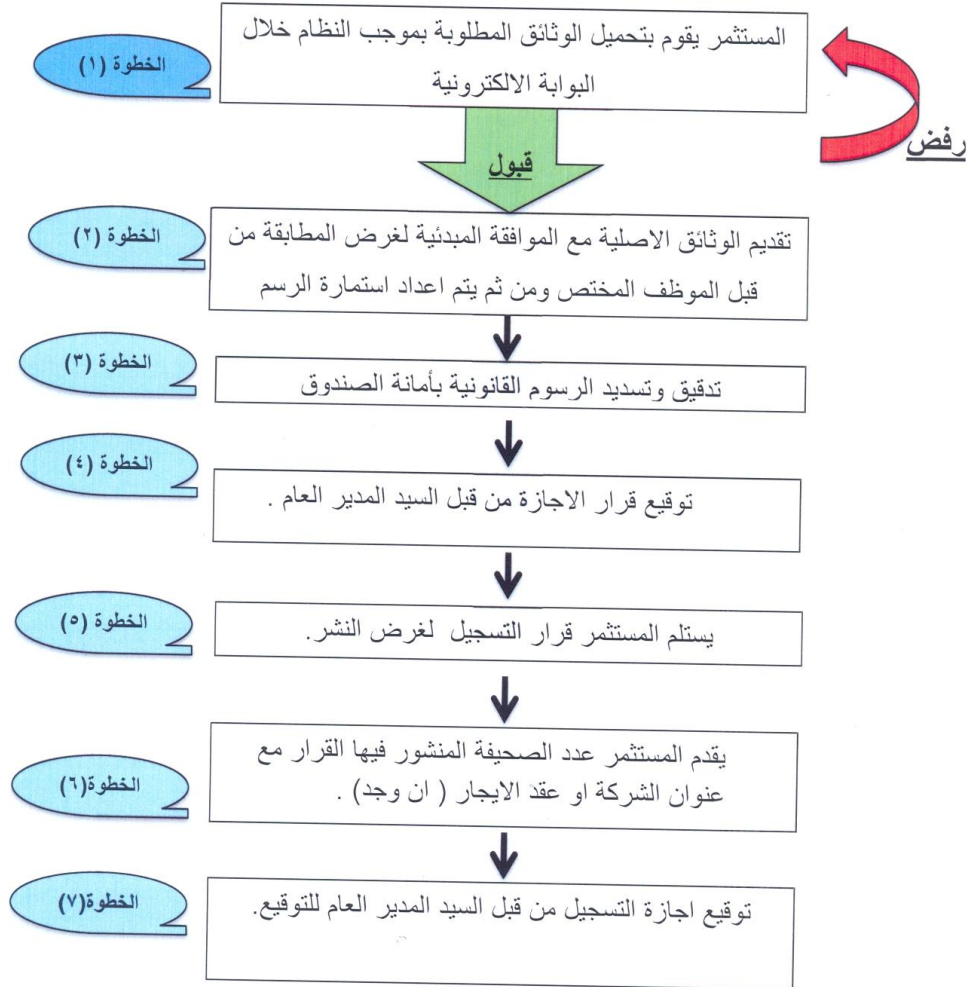 الخطوة (١)
المستثمر يقوم بتحميل الوثائق المطلوبة بموجب النظام خلال
البوابة الالكترونية
رفض
قبول
الخطوة (٢)
تقديم الوثائق الاصلية مع الموافقة المبدئية لغرض المطابقة من
قبل الموظف المختص ومن ثم يتم اعداد استمارة الرسم
الخطوة (٣)
تدقيق وتسديد الرسوم القانونية بأمانة الصندوق
الخطوة (٤)
توقيع قرار الاجازة من قبل السيد المدير العام .
الخطوة (٥)
يستلم المستثمر قرار التسجيل لغرض النشر.
الخطوة(٦)
يقدم المستثمر عدد الصحيفة المنشور فيها القرار مع
عنوان الشركة او عقد الايجار ( ان وجد) .
الخطوة(٧)
توقيع اجازة التسجيل من قبل السيد المدير العام للتوقيع.